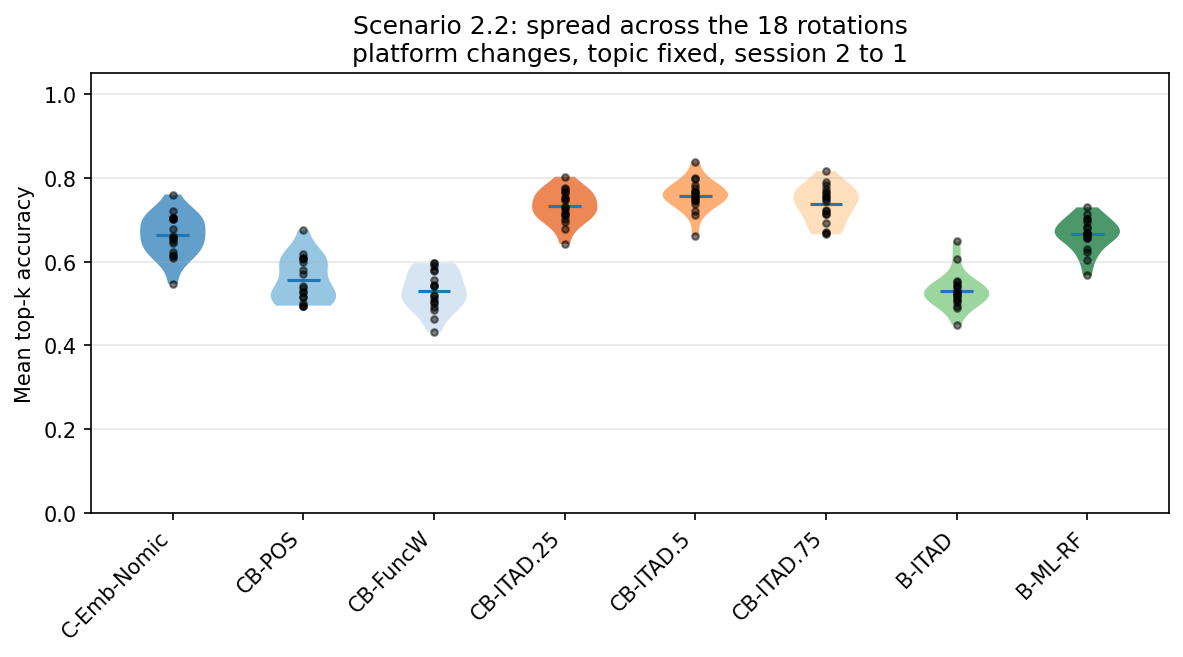 Scenario 2.2: spread across the 18 rotations
platform changes, topic fixed, session 2 to 1
Mean top-k accuracy
1.0
0.8
0.6
0.4
0.2
0.0
C-Emb-Nomic
CB-POS
CB-FuncW
CB-ITAD.25
CB-ITAD.5
CB-ITAD.75
B-ITAD
B-ML-RF